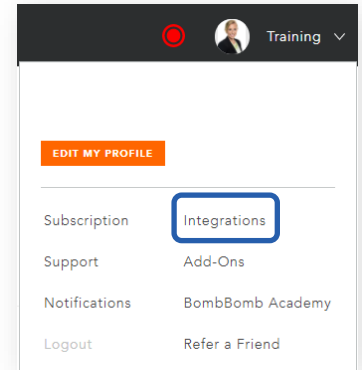 Training
EDIT MY PROFILE
Subscription Integrations
Support Add-Ons
Notifications BombBomb Academy
Logout Refer a Friend